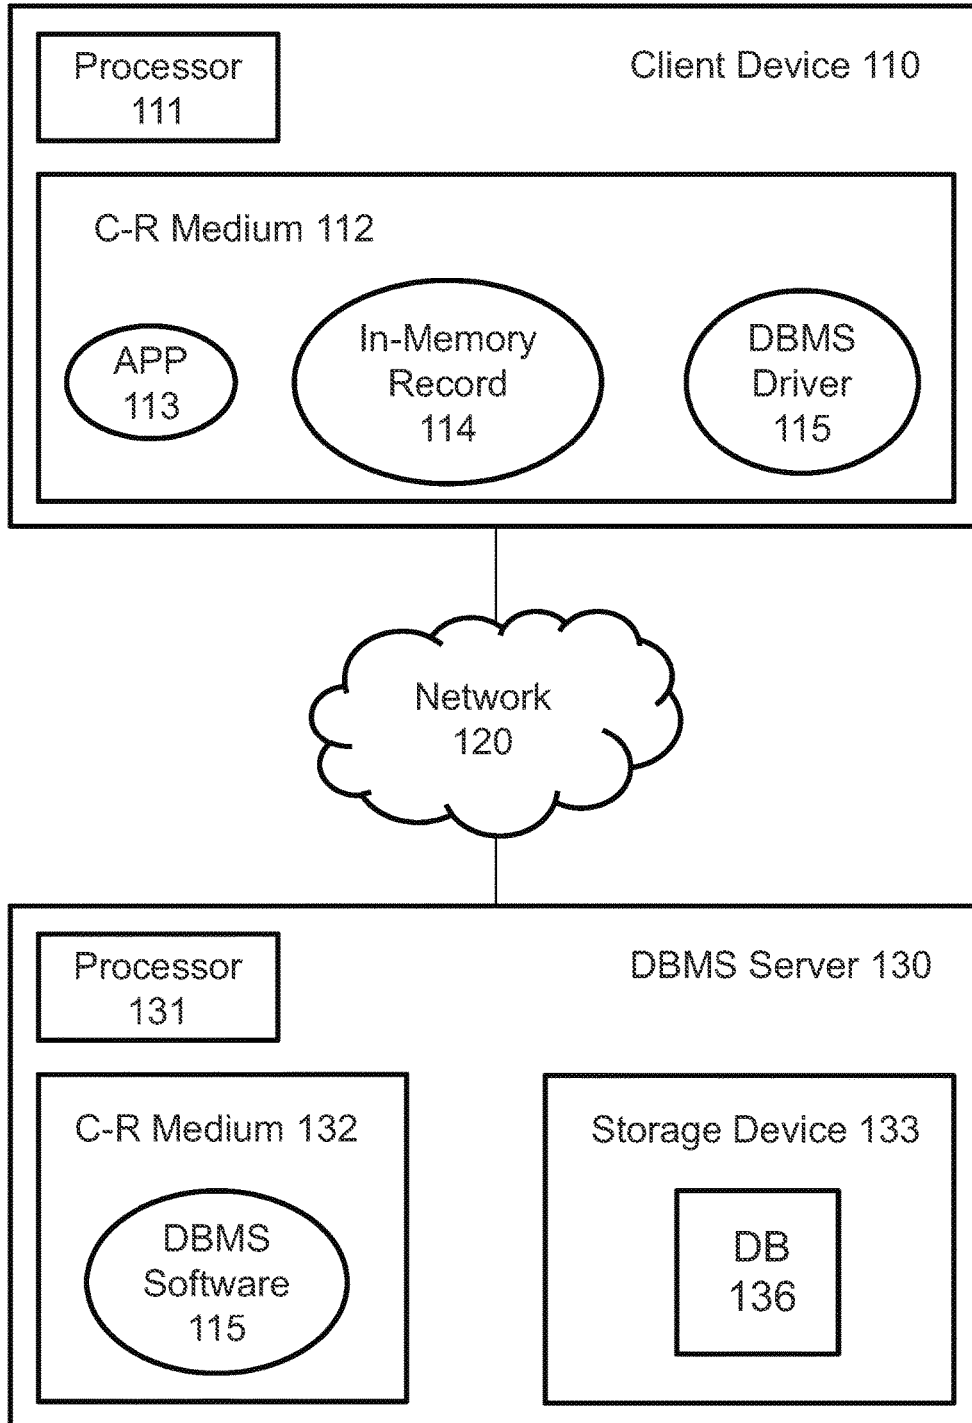 Processor
111
Client Device 110
C-R Medium 112
APP
113
In-Memory
Record
114
DBMS
Driver
115
Network
120
Processor
131
DBMS Server 130
C-R Medium 132
DBMS
Software
115
Storage Device 133
DB
136